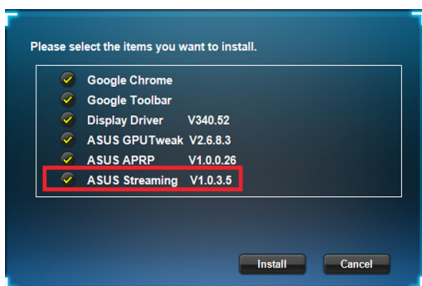 Please select the items you want to install.
Google Chrome
Google Toolbar
Display Driver V340.52
ASUS GPUTweak V2.6.8.3
ASUS APRP V1.0.0.26
ASUS Streaming V1.0.3.5
Install Cancel